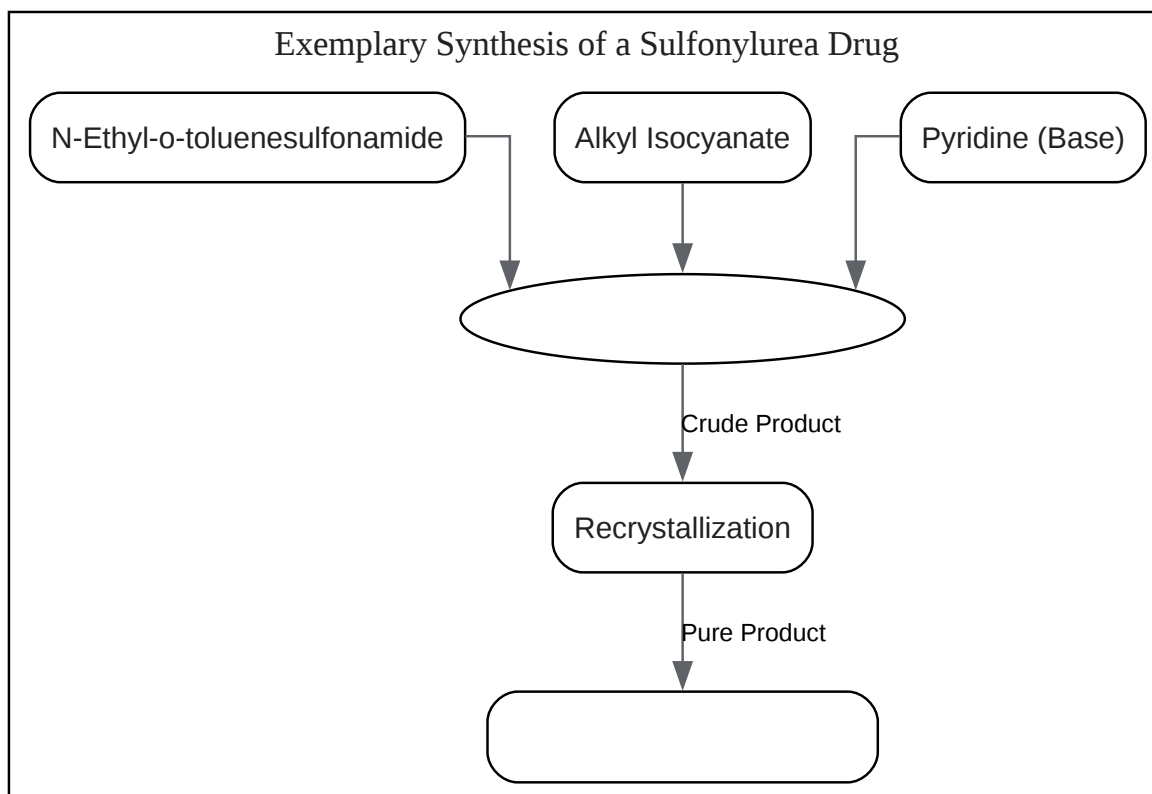 Exemplary Synthesis of a Sulfonylurea Drug
N-Ethyl-o-toluenesulfonamide
Alkyl Isocyanate
Pyridine (Base)
Crude Product
Recrystallization
Pure Product